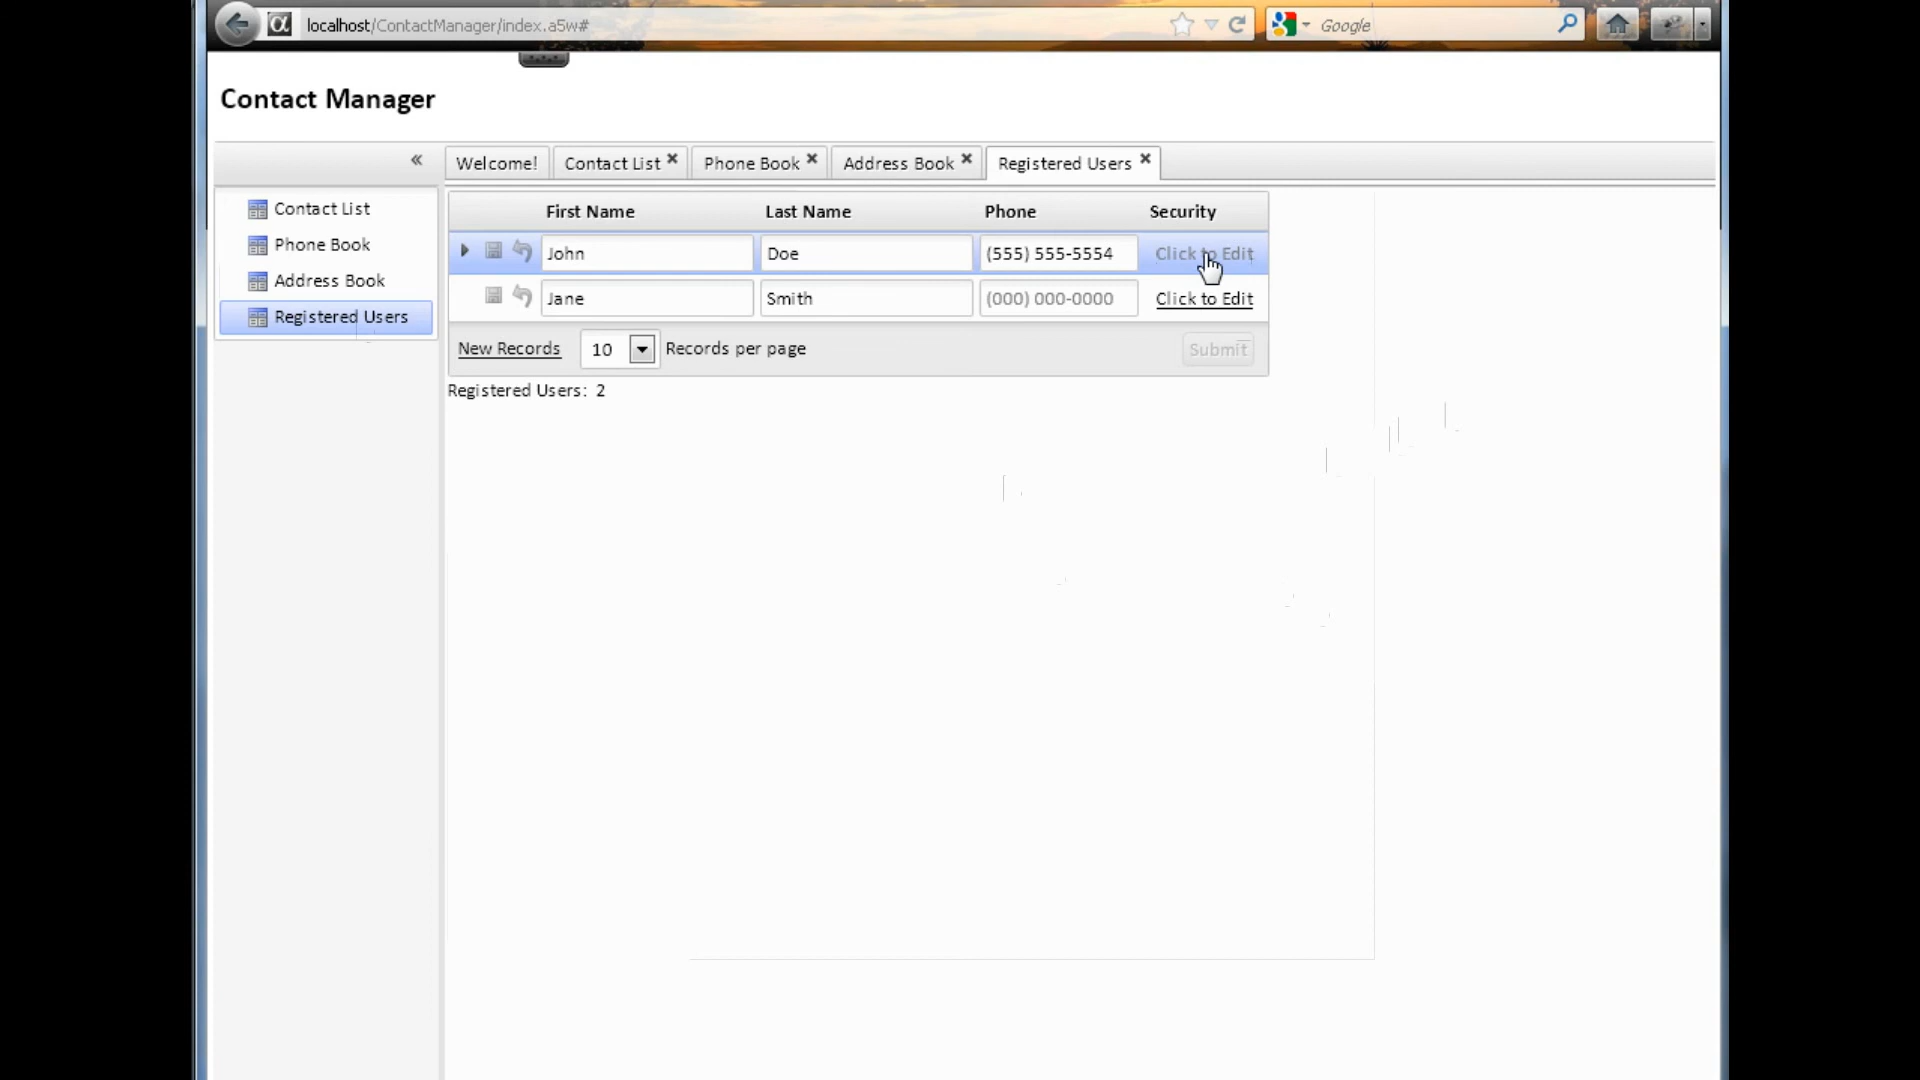 localhost/ContactManager/index.a5w#
Google
Contact Manager
Welcome! Contact List Phone Book Address Book Registered Users
Contact List
Phone Book
Address Book
Registered Users
First Name Last Name Phone Security
John Doe (555) 555-5554 Click to Edit
Jane Smith (000) 000-0000 Click to Edit
New Records 10 Records per page Submit
Registered Users: 2